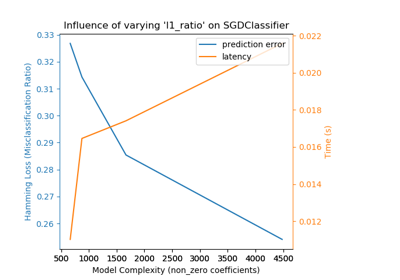 Influence of varying 'l1_ratio' on SGDClassifier
prediction error
latency
0.33
0.32
0.31
0.30
0.29
0.28
0.27
0.26
Hamming Loss (Misclassification Ratio)
0.022
0.020
0.018
0.016
0.014
0.012
Time (s)
500 1000 1500 2000 2500 3000 3500 4000 4500
Model Complexity (non_zero coefficients)